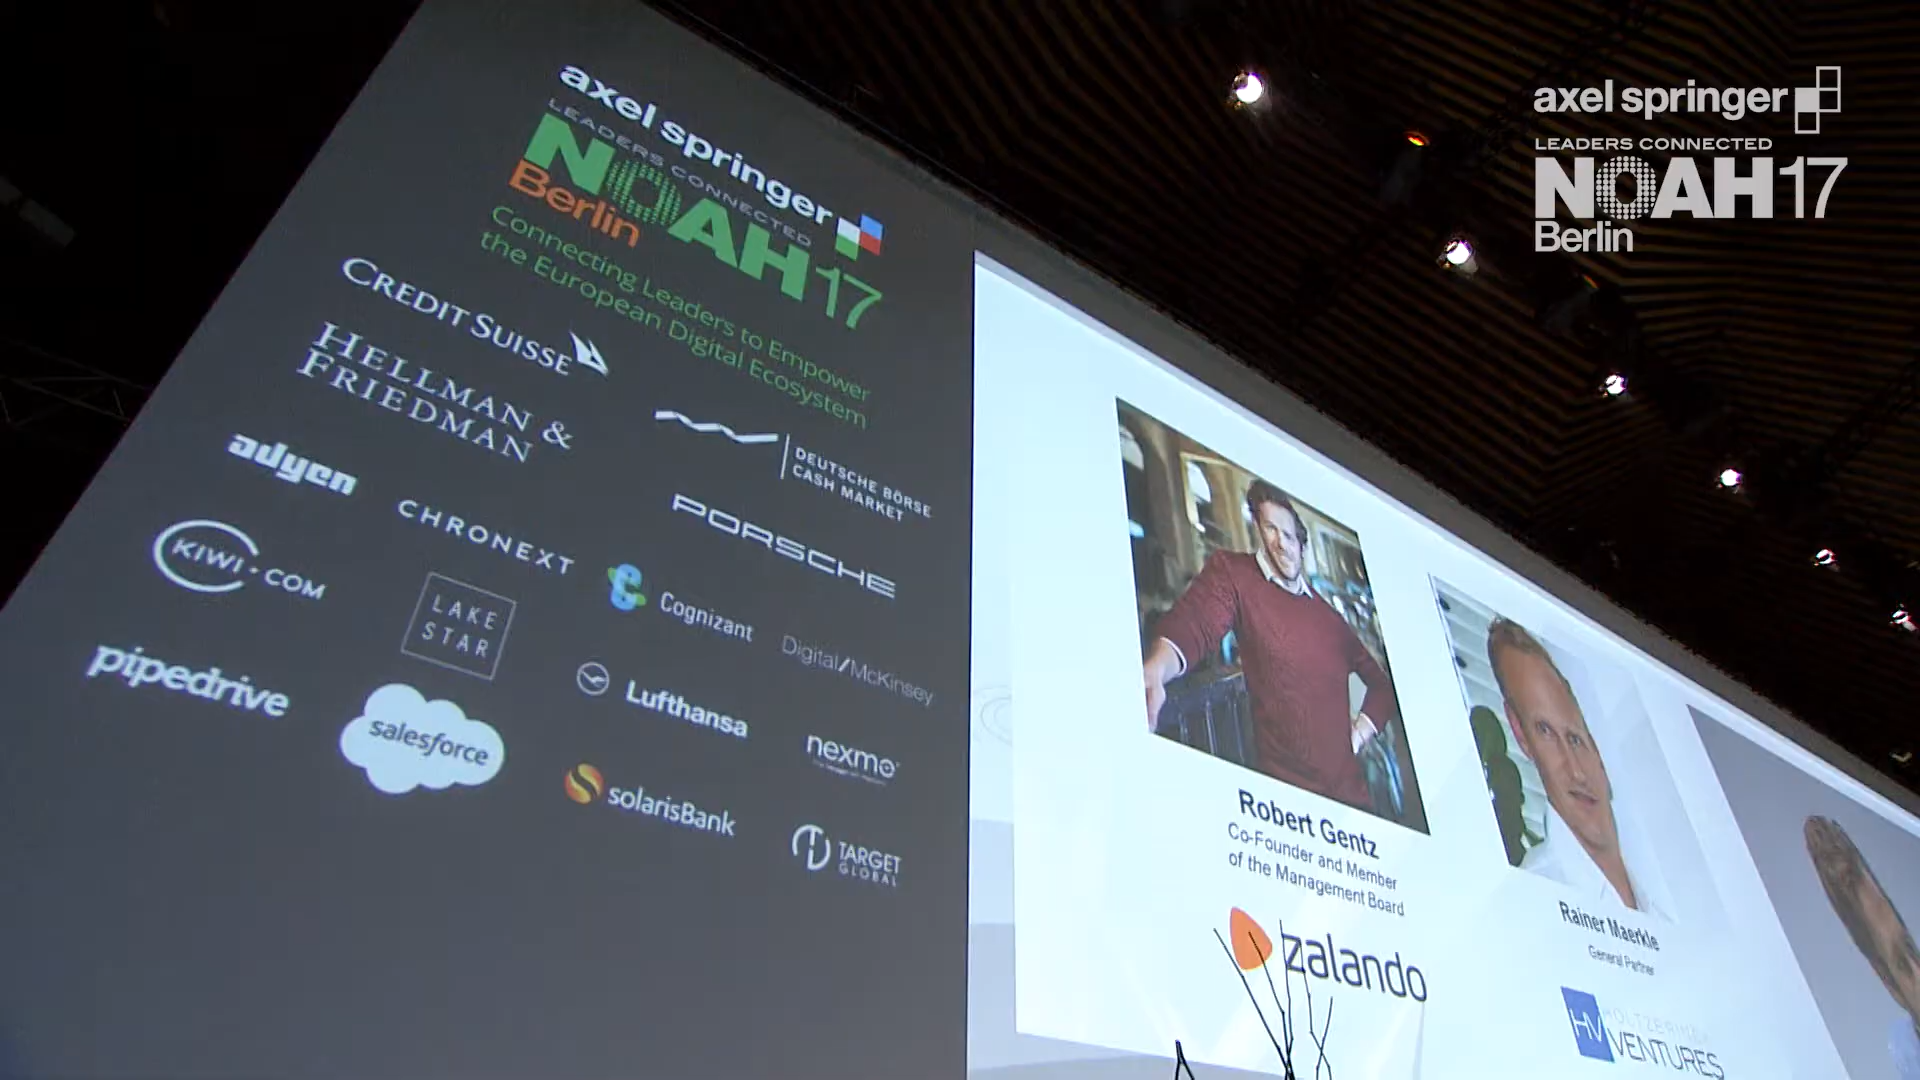 axel springer
LEADERS CONNECTED
NOAH17
Berlin
Connecting Leaders to Empower
the European Digital Ecosystem
CREDIT SUISSE
HELLMAN &
FRIEDMAN
DEUTSCHE BÖRSE
CASH MARKET
adyen
CHRONEXT
PORSCHE
KIWI.COM
LAKE
STAR
Cognizant
Digital/McKinsey
pipedrive
salesforce
Lufthansa
nexmo
solarisBank
TARGET
GLOBAL
Robert Gentz
Co-Founder and Member
of the Management Board
zalando
Rainer Maerkle
General Partner
HV HOLTZBRINCK
VENTURES
axel springer
LEADERS CONNECTED
NOAH17
Berlin